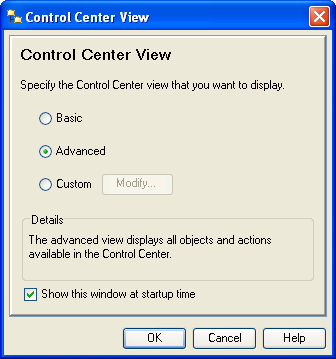 Control Center View
Control Center View
Specify the Control Center view that you want to display.
Basic
Advanced
Custom Modify...
Details
The advanced view displays all objects and actions
available in the Control Center.
Show this window at startup time
OK Cancel Help